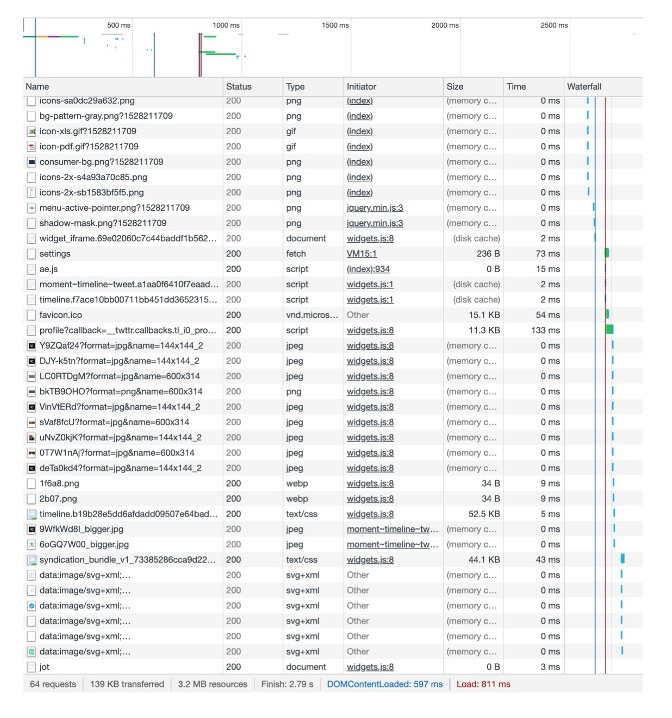 500 ms 1000 ms 1500 ms 2000 ms 2500 ms
Name Status Type Initiator Size Time Waterfall
icons-sa0dc29a632.png 200 png (index) (memory c... 0 ms
bg-pattern-gray.png?1528211709 200 png (index) (memory c... 0 ms
icon-xls.gif?1528211709 200 gif (index) (memory c... 0 ms
icon-pdf.gif?1528211709 200 gif (index) (memory c... 0 ms
consumer-bg.png?1528211709 200 png (index) (memory c... 0 ms
icons-2x-s4a93a70c85.png 200 png (index) (memory c... 0 ms
icons-2x-sb1583bf5f5.png 200 png (index) (memory c... 0 ms
menu-active-pointer.png?1528211709 200 png jquery.min.js:3 (memory c... 0 ms
shadow-mask.png?1528211709 200 png jquery.min.js:3 (memory c... 0 ms
widget_iframe.69e02060c7c44baddf1b562... 200 document widgets.js:8 (disk cache) 2 ms
settings 200 fetch VM15:1 236 B 73 ms
ae.js 200 script (index):934 0 B 15 ms
moment~timeline~tweet.a1aa0f6410f7eaad... 200 script widgets.js:1 (disk cache) 2 ms
timeline.f7ace10bb00711bb451dd3652315... 200 script widgets.js:1 (disk cache) 2 ms
favicon.ico 200 vnd.micros... Other 15.1 KB 54 ms
profile?callback=__twttr.callbacks.tl_i0_pro... 200 script widgets.js:8 11.3 KB 133 ms
Y9ZQaf24?format=jpg&name=144x144_2 200 jpeg widgets.js:8 (memory c... 0 ms
DJY-k5tn?format=jpg&name=144x144_2 200 jpeg widgets.js:8 (memory c... 0 ms
LC0RTDgM?format=jpg&name=600x314 200 jpeg widgets.js:8 (memory c... 0 ms
bkTB9OHO?format=png&name=600x314 200 png widgets.js:8 (memory c... 0 ms
VinVtERd?format=jpg&name=144x144_2 200 jpeg widgets.js:8 (memory c... 0 ms
sVaf8fcU?format=jpg&name=600x314 200 jpeg widgets.js:8 (memory c... 0 ms
uNvZ0kjK?format=jpg&name=144x144_2 200 jpeg widgets.js:8 (memory c... 0 ms
0T7W1nAj?format=jpg&name=600x314 200 jpeg widgets.js:8 (memory c... 0 ms
deTa0kd4?format=jpg&name=144x144_2 200 jpeg widgets.js:8 (memory c... 0 ms
1f6a8.png 200 webp widgets.js:8 34 B 9 ms
2b07.png 200 webp widgets.js:8 34 B 9 ms
timeline.b19b28e5dd6afdadd09507e64bad... 200 text/css widgets.js:8 52.5 KB 5 ms
9WfkWd8I_bigger.jpg 200 jpeg moment~timeline~tw... (memory c... 0 ms
6oGQ7W00_bigger.jpg 200 jpeg moment~timeline~tw... (memory c... 0 ms
syndication_bundle_v1_73385286cca9d22... 200 text/css widgets.js:8 44.1 KB 43 ms
data:image/svg+xml;... 200 svg+xml Other (memory c... 0 ms
data:image/svg+xml;... 200 svg+xml Other (memory c... 0 ms
data:image/svg+xml;... 200 svg+xml Other (memory c... 0 ms
data:image/svg+xml;... 200 svg+xml Other (memory c... 0 ms
data:image/svg+xml;... 200 svg+xml Other (memory c... 0 ms
data:image/svg+xml;... 200 svg+xml Other (memory c... 0 ms
jot 200 document widgets.js:8 0 B 3 ms
64 requests 139 KB transferred 3.2 MB resources Finish: 2.79 s DOMContentLoaded: 597 ms Load: 811 ms